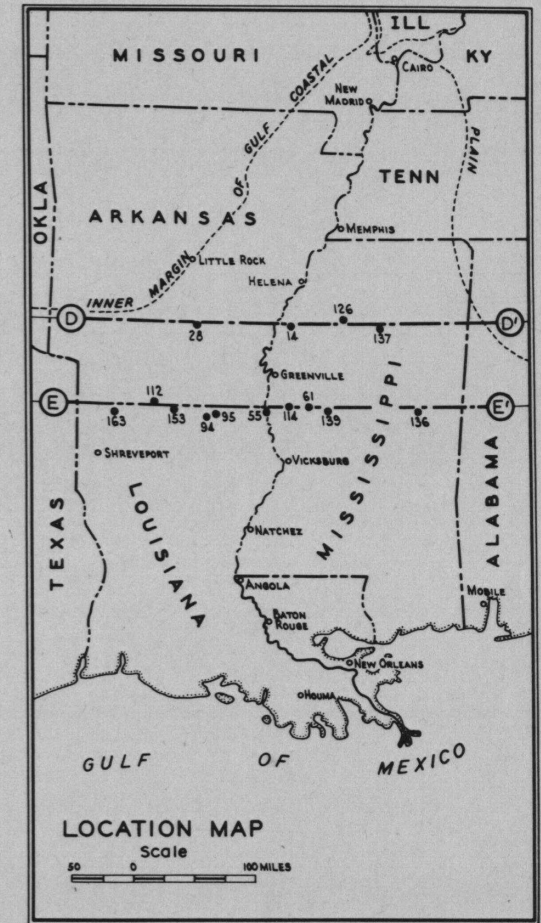 ILL
MISSOURI
KY
CAIRO
NEW
MADRID
INNER MARGIN OF GULF COASTAL PLAIN
TENN
OKLA
ARKANSAS
MEMPHIS
LITTLE ROCK
HELENA
D
28
14
126
137
D'
GREENVILLE
E
163
112
153
94
95
55
114
61
139
136
E'
SHREVEPORT
VICKSBURG
MISSISSIPPI
ALABAMA
TEXAS
LOUISIANA
NATCHEZ
ANGOLA
MOBILE
BATON
ROUGE
NEW ORLEANS
HOUMA
GULF OF MEXICO
LOCATION MAP
Scale
50 0 100 MILES